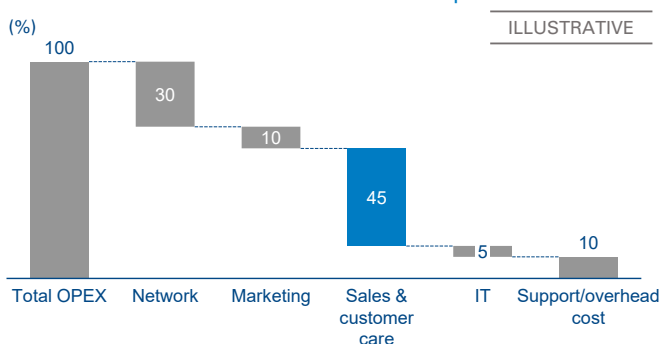 (%)
ILLUSTRATIVE
100
30
10
45
5
10
Total OPEX
Network
Marketing
Sales &
customer
care
IT
Support/overhead
cost